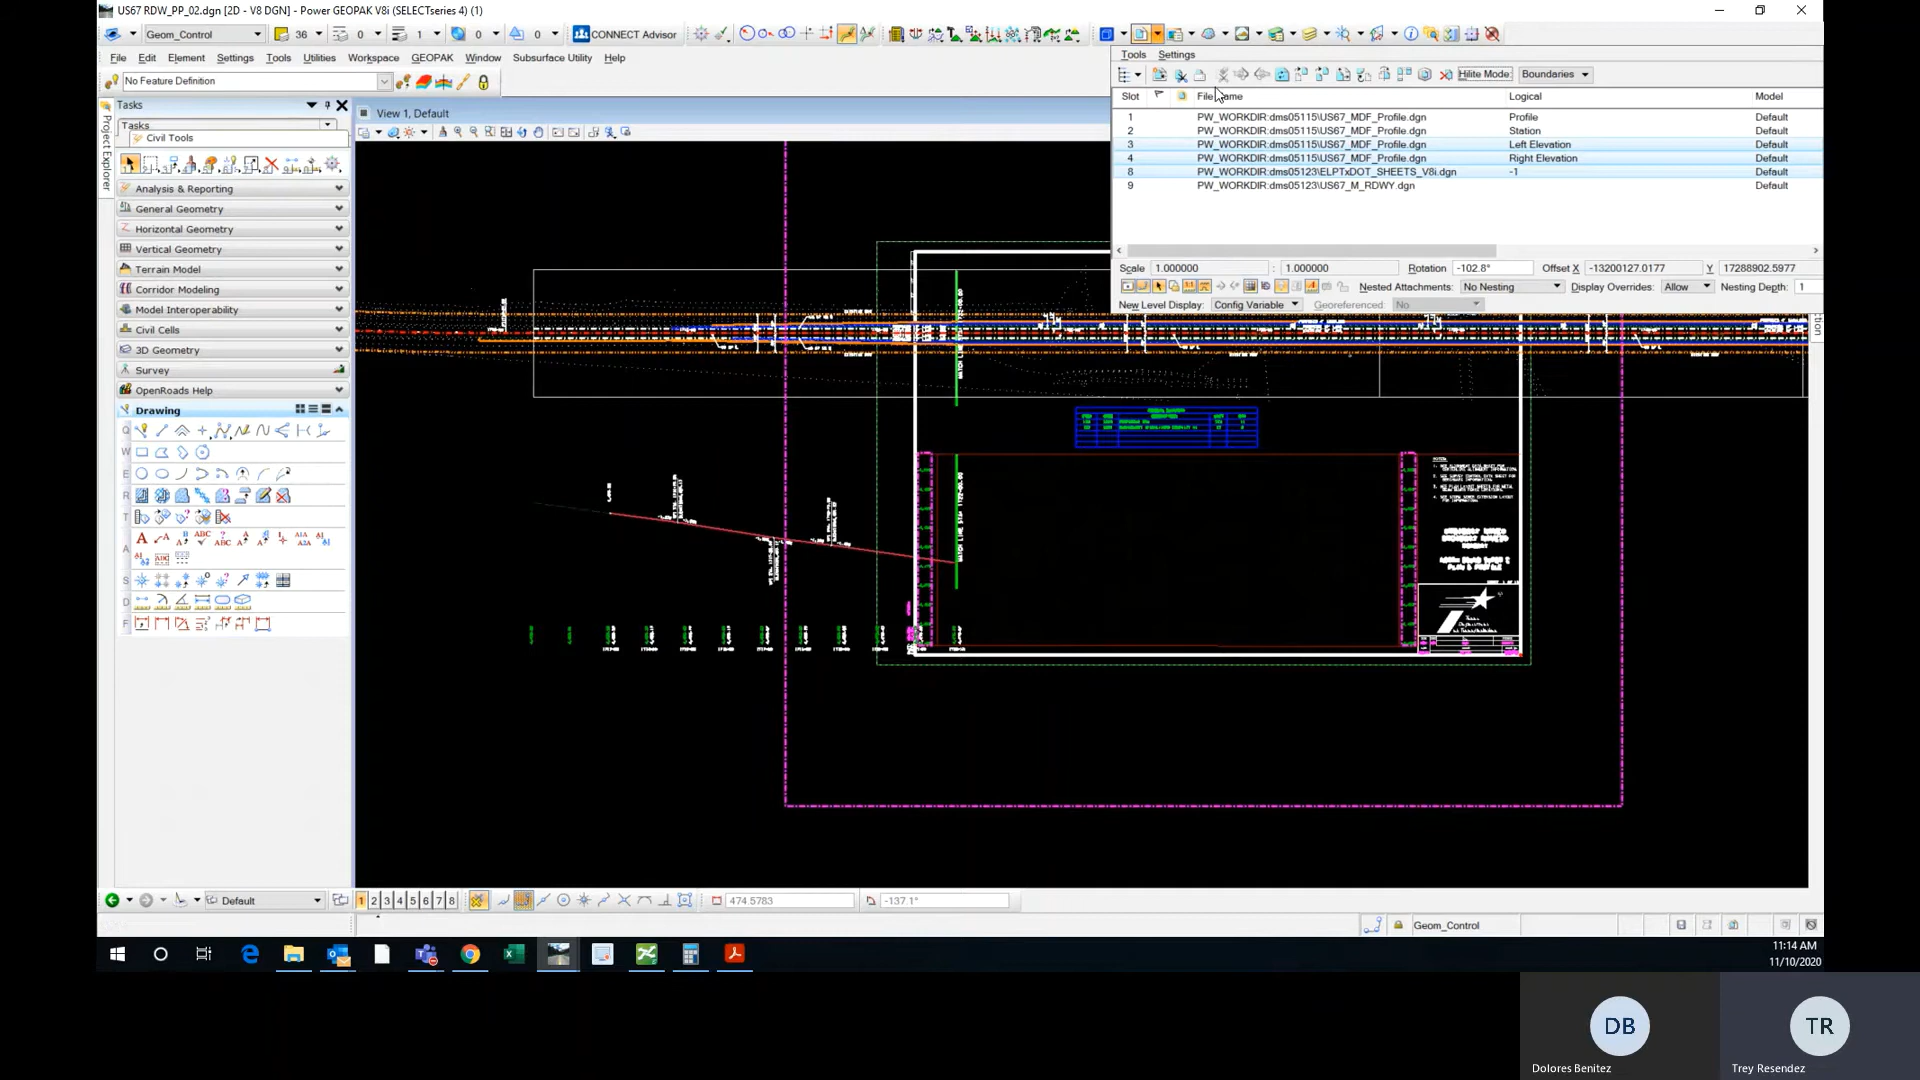 US67 RDW_PP_02.dgn [2D - V8 DGN] - Power GEOPAK V8i (SELECTseries 4) (1)
Geom_Control 36 0 1 0 0 0 CONNECT Advisor
File Edit Element Settings Tools Utilities Workspace GEOPAK Window Subsurface Utility Help
No Feature Definition
Tools Settings
Hilite Mode: Boundaries
Slot File Name Logical Model
1 PW_WORKDIR:dms05115\US67_MDF_Profile.dgn Profile Default
2 PW_WORKDIR:dms05115\US67_MDF_Profile.dgn Station Default
3 PW_WORKDIR:dms05115\US67_MDF_Profile.dgn Left Elevation Default
4 PW_WORKDIR:dms05115\US67_MDF_Profile.dgn Right Elevation Default
8 PW_WORKDIR:dms05123\ELPTxDOT_SHEETS_V8i.dgn -1 Default
9 PW_WORKDIR:dms05123\US67_M_RDWY.dgn Default
Scale 1.000000 : 1.000000 Rotation -102.8° Offset X -13200127.0177 Y 17288902.5977
Nested Attachments: No Nesting Display Overrides: Allow Nesting Depth: 1
New Level Display: Config Variable Georeferenced: No
Tasks
Tasks
Civil Tools
Project Explorer
Analysis & Reporting
General Geometry
Horizontal Geometry
Vertical Geometry
Terrain Model
Corridor Modeling
Model Interoperability
Civil Cells
3D Geometry
Survey
OpenRoads Help
Drawing
Q
W
E
R
T
A
S
D
F
View 1, Default
Default 1 2 3 4 5 6 7 8 474.5783 -137.1°
Geom_Control
11:14 AM
11/10/2020
DB
TR
Dolores Benitez
Trey Resendez